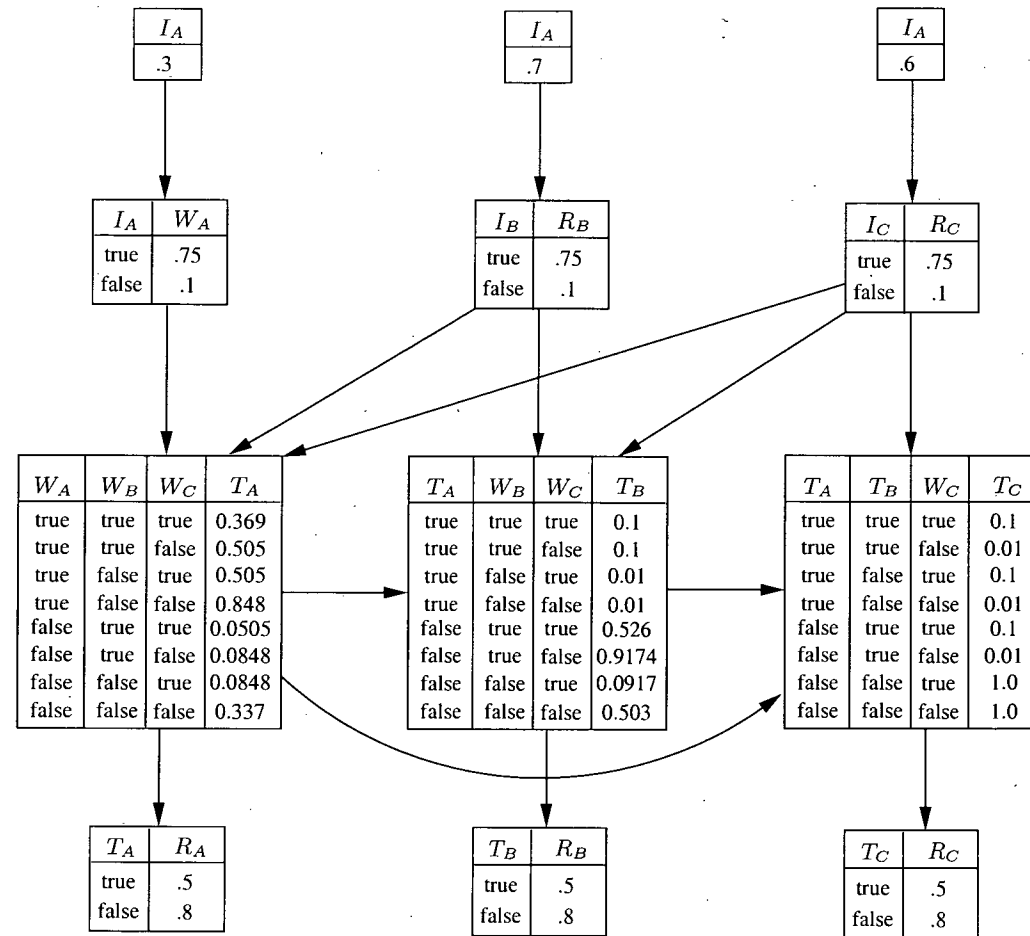 I_A
.3
I_A
.7
I_A
.6
I_A W_A
true .75
false .1
I_B R_B
true .75
false .1
I_C R_C
true .75
false .1
W_A W_B W_C T_A
true true true 0.369
true true false 0.505
true false true 0.505
true false false 0.848
false true true 0.0505
false true false 0.0848
false false true 0.0848
false false false 0.337
T_A W_B W_C T_B
true true true 0.1
true true false 0.1
true false true 0.01
true false false 0.01
false true true 0.526
false true false 0.9174
false false true 0.0917
false false false 0.503
T_A T_B W_C T_C
true true true 0.1
true true false 0.01
true false true 0.1
true false false 0.01
false true true 0.1
false true false 0.01
false false true 1.0
false false false 1.0
T_A R_A
true .5
false .8
T_B R_B
true .5
false .8
T_C R_C
true .5
false .8